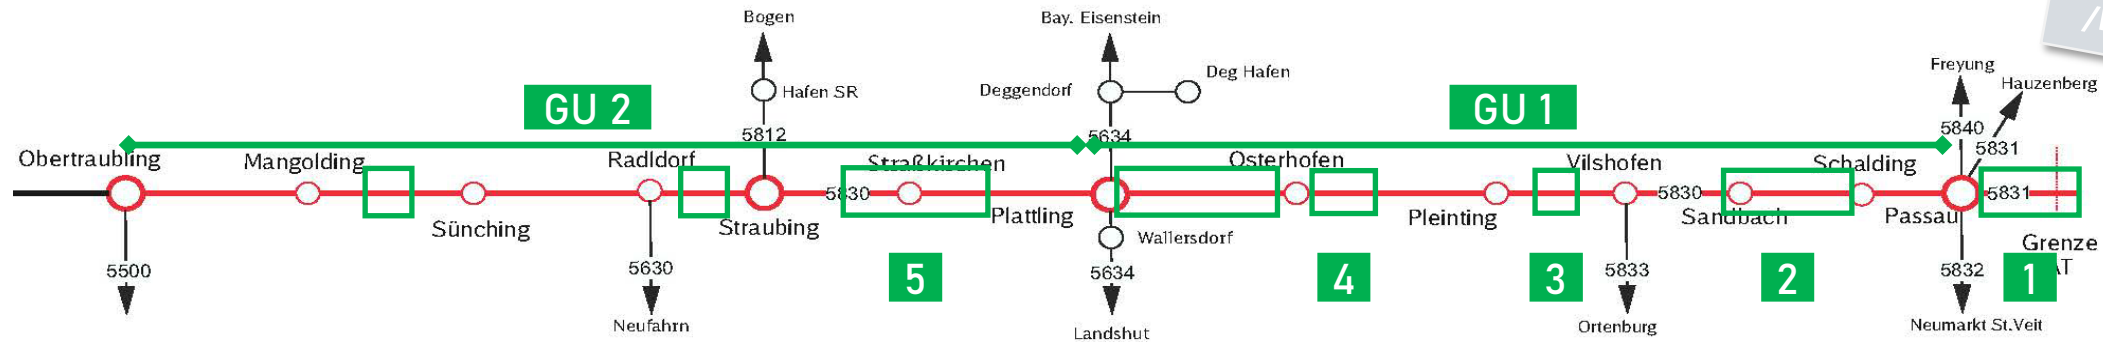 Bogen
Bay. Eisenstein
Freyung
Hauzenberg
Hafen SR
Deggendorf
Deg Hafen
GU 2
GU 1
5812
5634
5840
5831
Obertraubling
Mangolding
Radldorf
Straßkirchen
Osterhofen
Vilshofen
Schalding
5830
5830
5831
Sünching
Straubing
Plattling
Pleinting
Sandbach
Passau
Wallersdorf
Grenze
AT
5500
5630
5
5634
4
3
5833
2
5832
1
Neufahrn
Landshut
Ortenburg
Neumarkt St.Veit